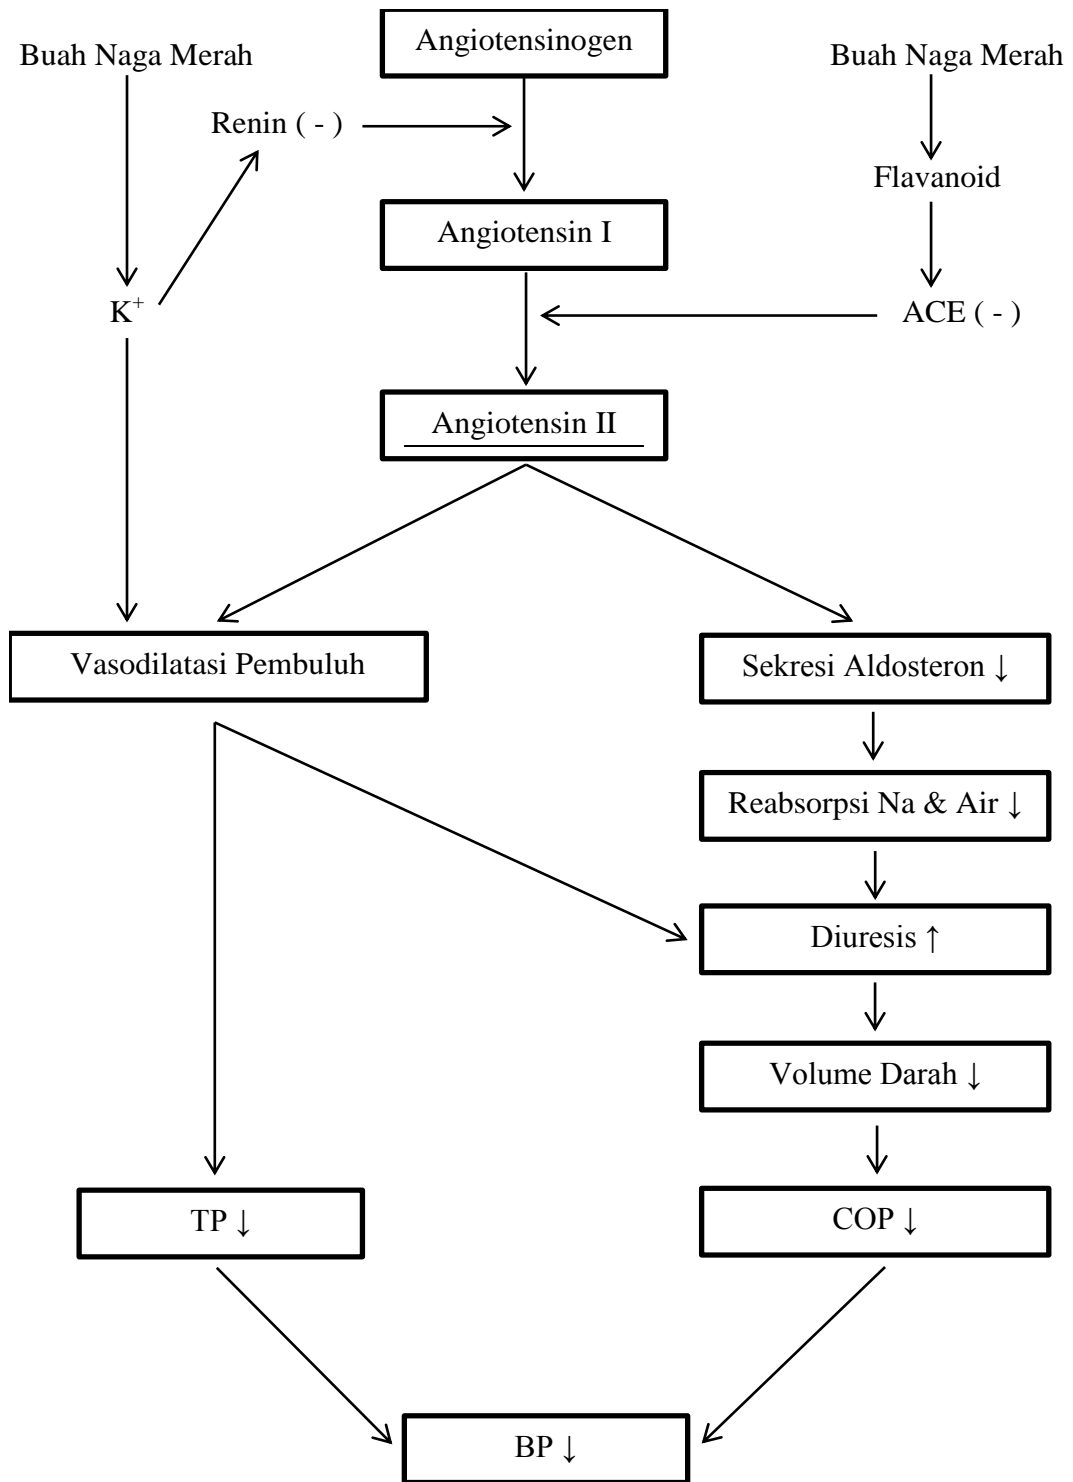 Angiotensinogen
Buah Naga Merah
Buah Naga Merah
Renin ( - )
Flavanoid
Angiotensin I
K⁺
ACE ( - )
Angiotensin II
Vasodilatasi Pembuluh
Sekresi Aldosteron ↓
Reabsorpsi Na & Air ↓
Diuresis ↑
Volume Darah ↓
TP ↓
COP ↓
BP ↓